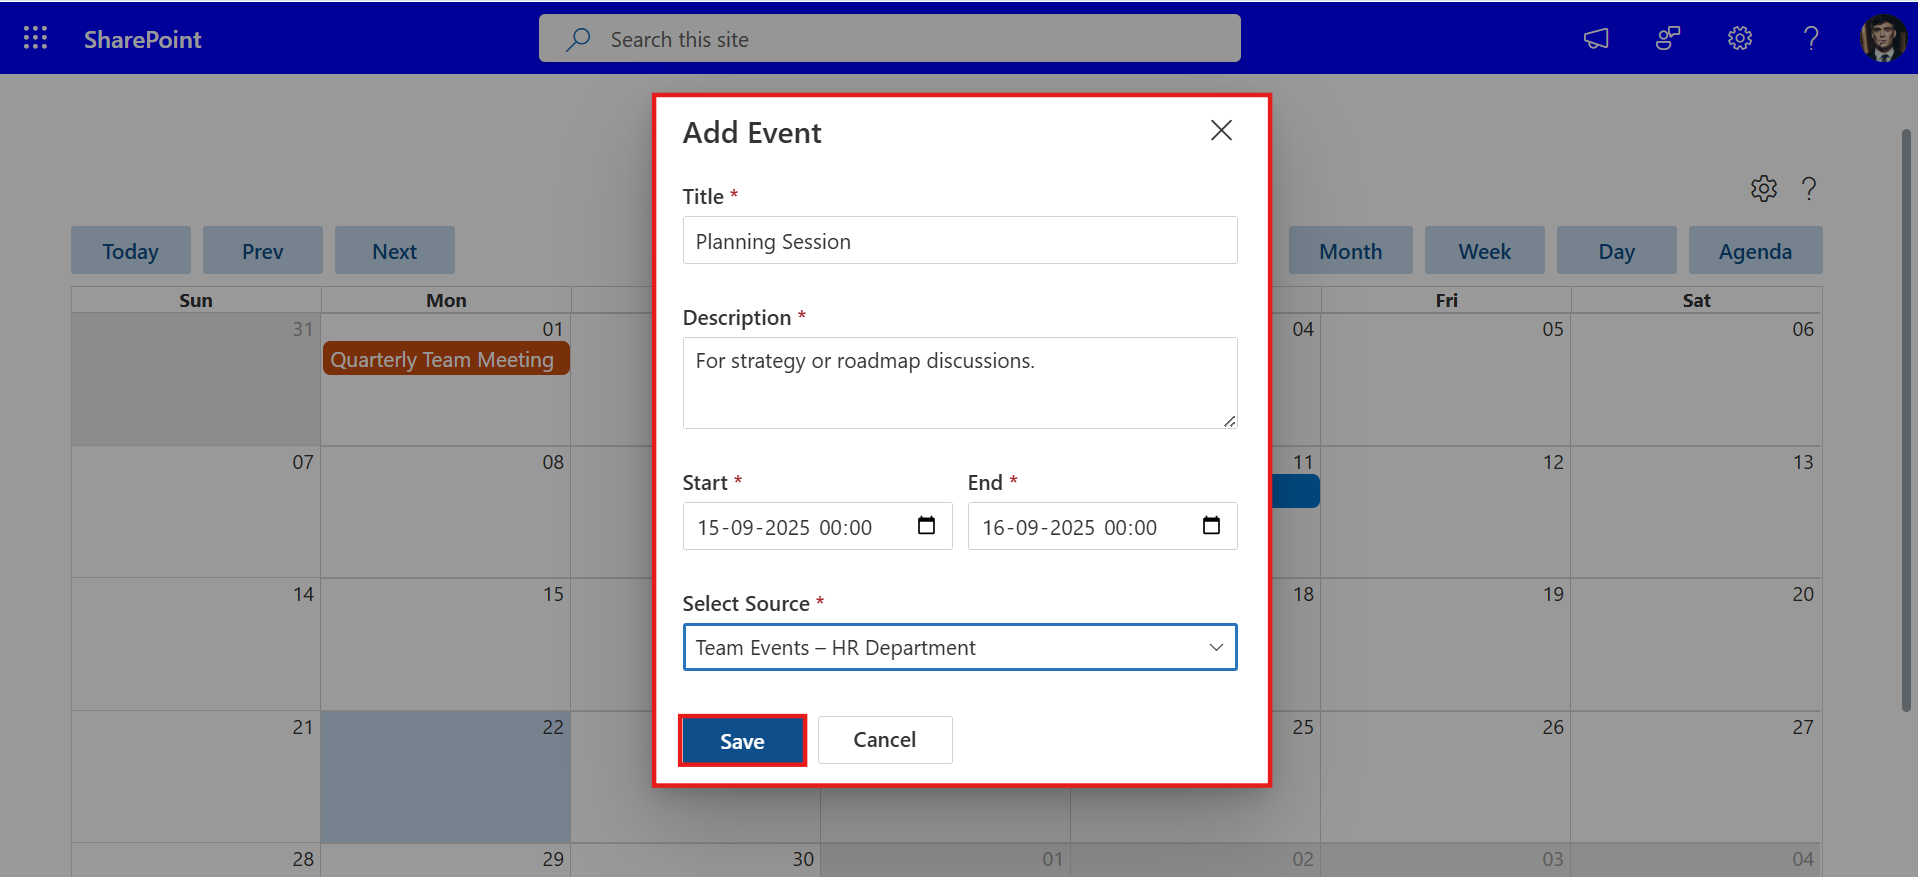 SharePoint
Search this site
?
Add Event
Title *
Planning Session
?
Today Prev Next
Month Week Day Agenda
Description *
For strategy or roadmap discussions.
Sun Mon Fri Sat
31 01 04 05 06
Quarterly Team Meeting
07 08 11 12 13
Start * End *
15-09-2025 00:00 16-09-2025 00:00
14 15 18 19 20
Select Source *
Team Events – HR Department
21 22 25 26 27
Save Cancel
28 29 30 01 02 03 04